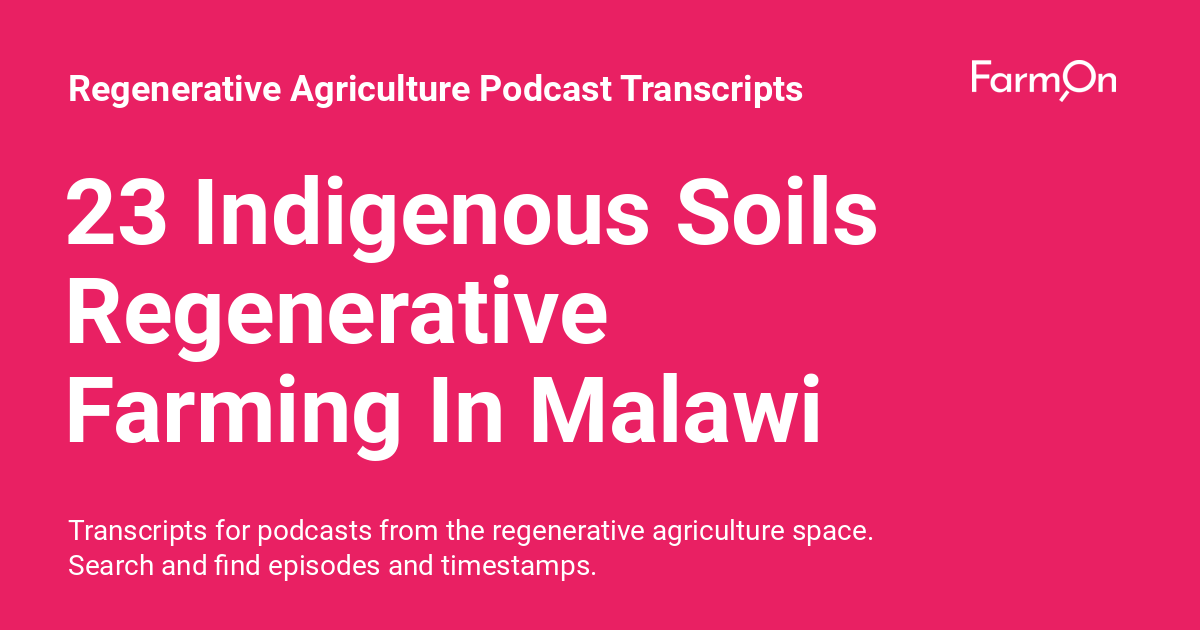 Regenerative Agriculture Podcast Transcripts
FarmOn
23 Indigenous Soils
Regenerative
Farming In Malawi
Transcripts for podcasts from the regenerative agriculture space.
Search and find episodes and timestamps.